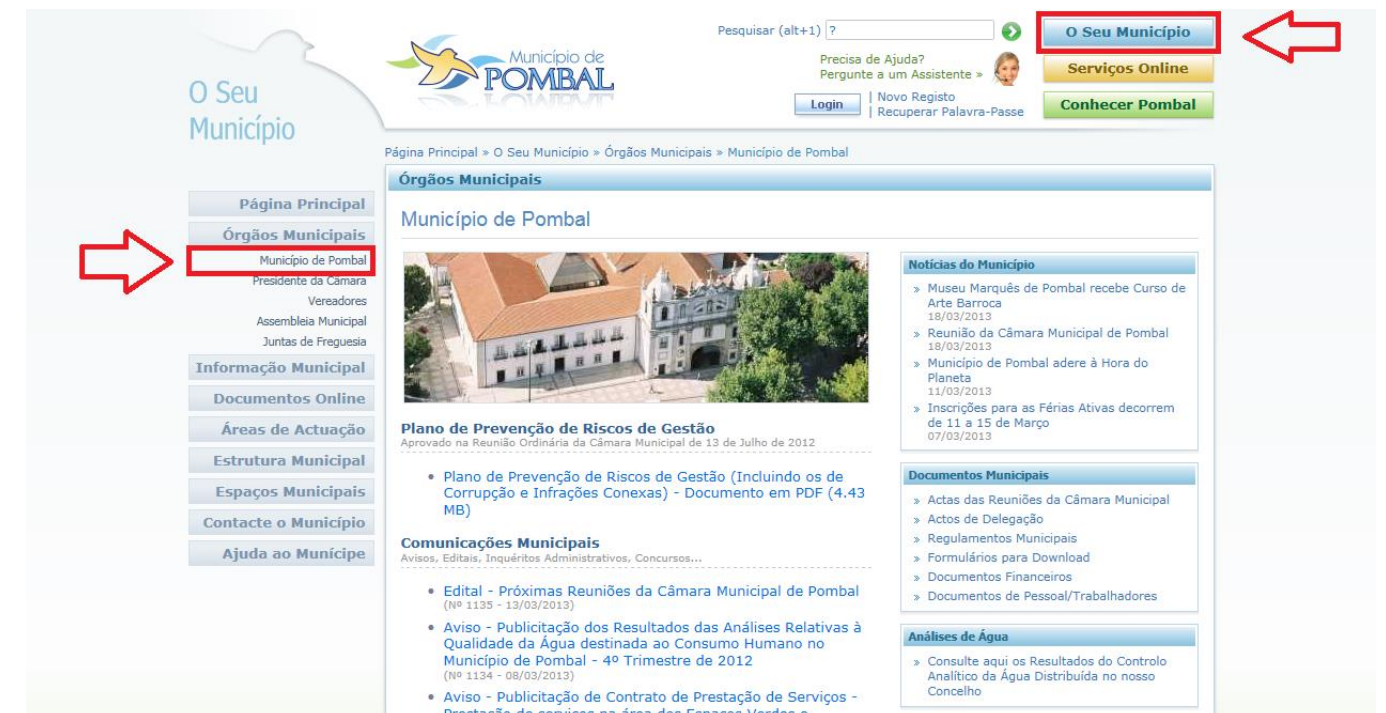 Pesquisar (alt+1) ?
O Seu Município
Precisa de Ajuda?
Pergunte a um Assistente »
Serviços Online
Login | Novo Registo
| Recuperar Palavra-Passe
Conhecer Pombal
Município de
POMBAL
O Seu
Município
Página Principal » O Seu Município » Órgãos Municipais » Município de Pombal
Página Principal
Órgãos Municipais
Município de Pombal
Presidente da Câmara
Vereadores
Assembleia Municipal
Juntas de Freguesia
Informação Municipal
Documentos Online
Áreas de Actuação
Estrutura Municipal
Espaços Municipais
Contacte o Município
Ajuda ao Munícipe
Órgãos Municipais
Município de Pombal
Plano de Prevenção de Riscos de Gestão
Aprovado na Reunião Ordinária da Câmara Municipal de 13 de Julho de 2012
• Plano de Prevenção de Riscos de Gestão (Incluindo os de
Corrupção e Infrações Conexas) - Documento em PDF (4.43
MB)
Comunicações Municipais
Avisos, Editais, Inquéritos Administrativos, Concursos...
• Edital - Próximas Reuniões da Câmara Municipal de Pombal
(Nº 1135 - 13/03/2013)
• Aviso - Publicitação dos Resultados das Análises Relativas à
Qualidade da Água destinada ao Consumo Humano no
Município de Pombal - 4º Trimestre de 2012
(Nº 1134 - 08/03/2013)
• Aviso - Publicitação de Contrato de Prestação de Serviços -
Prestação de serviços na área dos Espaços Verdes e
Notícias do Município
» Museu Marquês de Pombal recebe Curso de
Arte Barroca
18/03/2013
» Reunião da Câmara Municipal de Pombal
18/03/2013
» Município de Pombal adere à Hora do
Planeta
11/03/2013
» Inscrições para as Férias Ativas decorrem
de 11 a 15 de Março
07/03/2013
Documentos Municipais
» Actas das Reuniões da Câmara Municipal
» Actos de Delegação
» Regulamentos Municipais
» Formulários para Download
» Documentos Financeiros
» Documentos de Pessoal/Trabalhadores
Análises de Água
» Consulte aqui os Resultados do Controlo
Analítico da Água Distribuída no nosso
Concelho